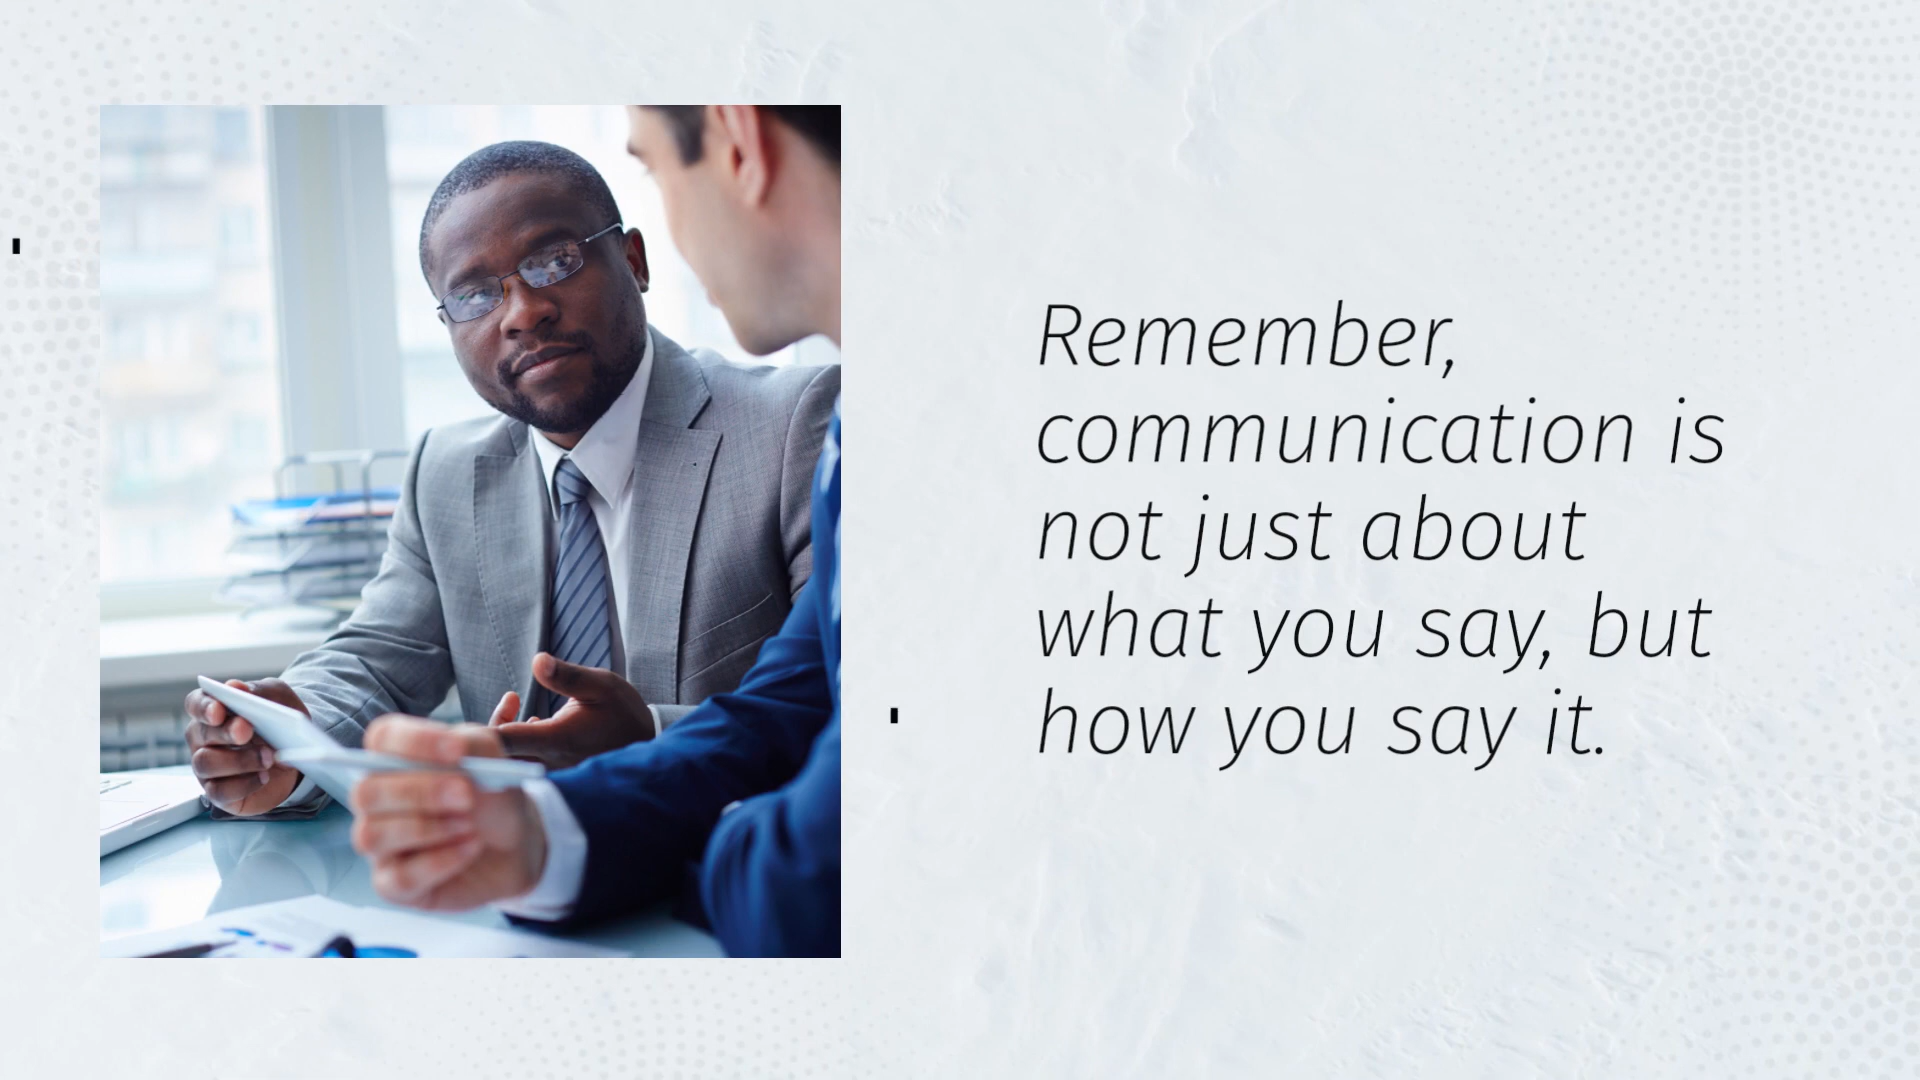 Remember,
communication is
not just about
what you say, but
how you say it.